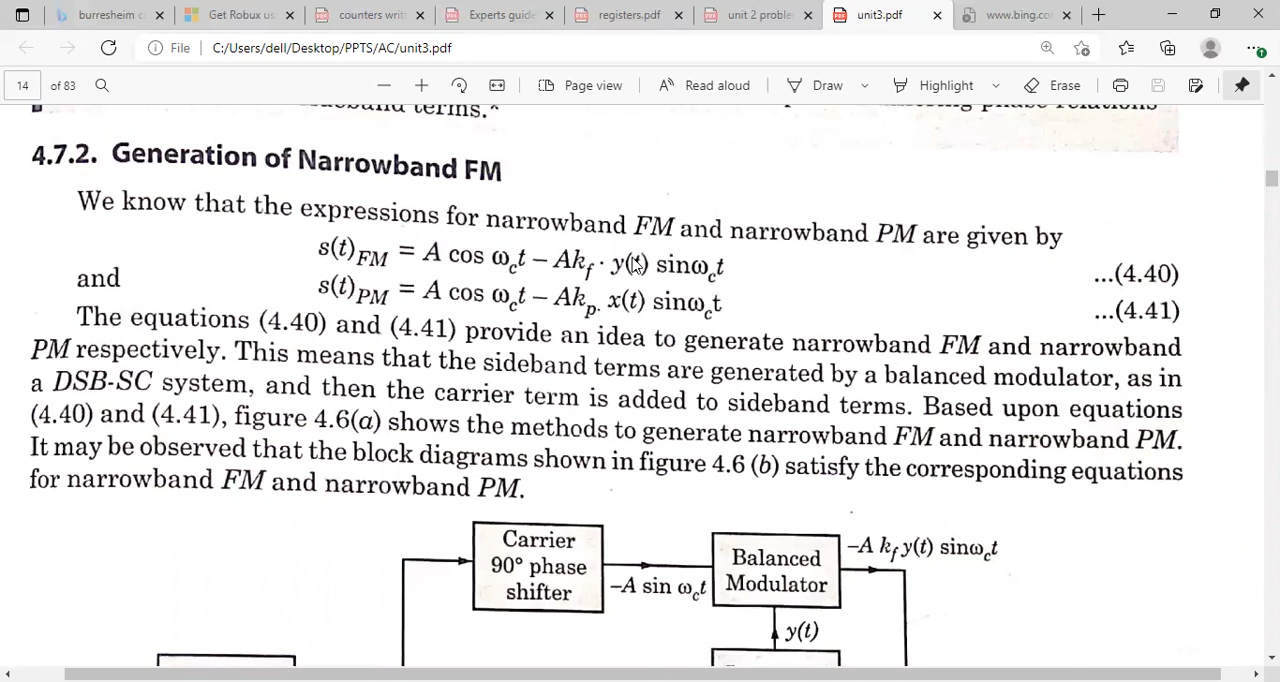 burresheim c
Get Robux us
counters writ
Experts guide
registers.pdf
unit 2 proble
unit3.pdf
www.bing.co
File | C:/Users/dell/Desktop/PPTS/AC/unit3.pdf
14 of 83
Page view
Read aloud
Draw
Highlight
Erase
terms.
4.7.2. Generation of Narrowband FM
We know that the expressions for narrowband FM and narrowband PM are given by
s(t)FM = A cos ωct – Akf · y(t) sinωct ...(4.40)
and s(t)PM = A cos ωct – Akp. x(t) sinωct ...(4.41)
The equations (4.40) and (4.41) provide an idea to generate narrowband FM and narrowband
PM respectively. This means that the sideband terms are generated by a balanced modulator, as in
a DSB-SC system, and then the carrier term is added to sideband terms. Based upon equations
(4.40) and (4.41), figure 4.6(a) shows the methods to generate narrowband FM and narrowband PM.
It may be observed that the block diagrams shown in figure 4.6 (b) satisfy the corresponding equations
for narrowband FM and narrowband PM.
Carrier
90° phase
shifter
–A sin ωct
Balanced
Modulator
–A kf y(t) sinωct
y(t)